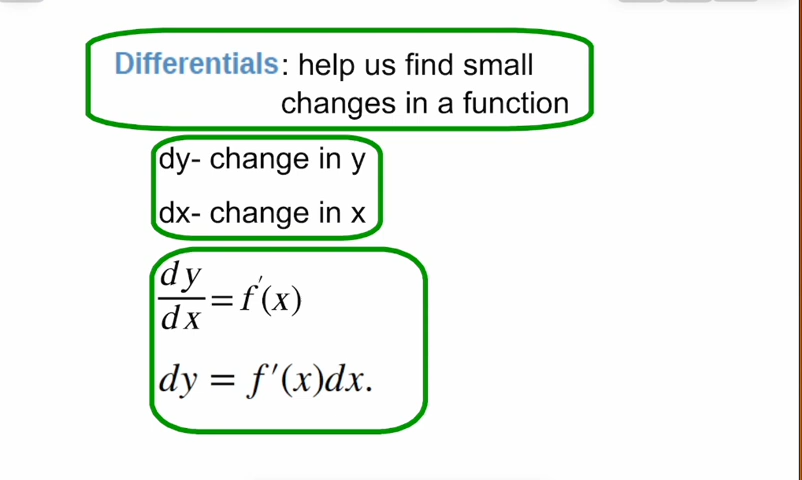 Differentials: help us find small
changes in a function
dy- change in y
dx- change in x
dy/dx = f'(x)
dy = f'(x)dx.